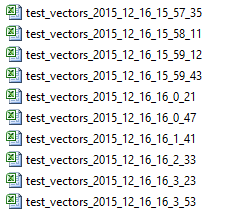 test_vectors_2015_12_16_15_57_35
test_vectors_2015_12_16_15_58_11
test_vectors_2015_12_16_15_59_12
test_vectors_2015_12_16_15_59_43
test_vectors_2015_12_16_16_0_21
test_vectors_2015_12_16_16_0_47
test_vectors_2015_12_16_16_1_41
test_vectors_2015_12_16_16_2_33
test_vectors_2015_12_16_16_3_23
test_vectors_2015_12_16_16_3_53